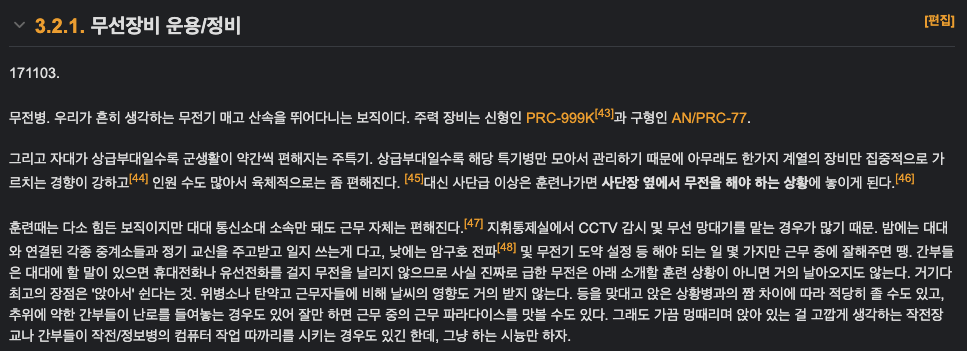 3.2.1. 무선장비 운용/정비
[편집]
171103.
무전병. 우리가 흔히 생각하는 무전기 매고 산속을 뛰어다니는 보직이다. 주력 장비는 신형인 PRC-999K[43]과 구형인 AN/PRC-77.
그리고 자대가 상급부대일수록 군생활이 약간씩 편해지는 주특기. 상급부대일수록 해당 특기병만 모아서 관리하기 때문에 아무래도 한가지 계열의 장비만 집중적으로 가
르치는 경향이 강하고[44] 인원 수도 많아서 육체적으로는 좀 편해진다. [45]대신 사단급 이상은 훈련나가면 사단장 옆에서 무전을 해야 하는 상황에 놓이게 된다.[46]
훈련때는 다소 힘든 보직이지만 대대 통신소대 소속만 돼도 근무 자체는 편해진다.[47] 지휘통제실에서 CCTV 감시 및 무선 망대기를 맡는 경우가 많기 때문. 밤에는 대대
와 연결된 각종 중계소들과 정기 교신을 주고받고 일지 쓰는게 다고, 낮에는 암구호 전파[48] 및 무전기 도약 설정 등 해야 되는 일 몇 가지만 근무 중에 잘해주면 땡. 간부들
은 대대에 할 말이 있으면 휴대전화나 유선전화를 걸지 무전을 날리지 않으므로 사실 진짜로 급한 무전은 아래 소개할 훈련 상황이 아니면 거의 날아오지도 않는다. 거기다
최고의 장점은 '앉아서' 쉰다는 것. 위병소나 탄약고 근무자들에 비해 날씨의 영향도 거의 받지 않는다. 등을 맞대고 앉은 상황병과의 짬 차이에 따라 적당히 졸 수도 있고,
추위에 약한 간부들이 난로를 들여놓는 경우도 있어 잘만 하면 근무 중의 근무 파라다이스를 맛볼 수도 있다. 그래도 가끔 멍때리며 앉아 있는 걸 고깝게 생각하는 작전장
교나 간부들이 작전/정보병의 컴퓨터 작업 따까리를 시키는 경우도 있긴 한데, 그냥 하는 시늉만 하자.